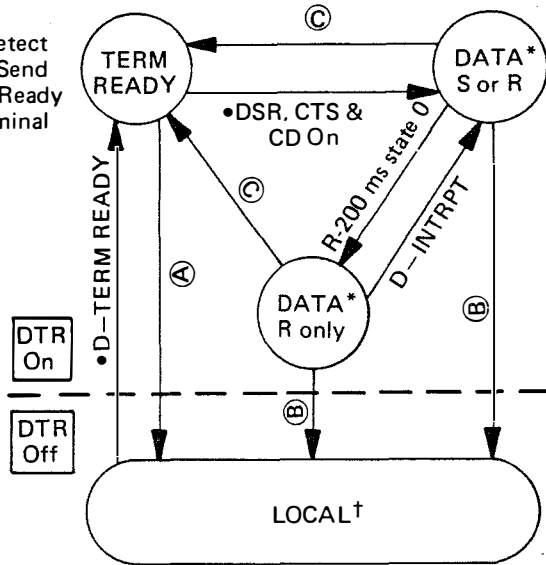 etect
Send
Ready
minal
TERM
READY
Ⓒ
DATA*
S or R
•DSR, CTS &
CD On
Ⓒ
R-200 ms state 0
D–INTRPT
•D–TERM READY
Ⓐ
DATA*
R only
Ⓑ
Ⓑ
DTR
On
DTR
Off
LOCAL†